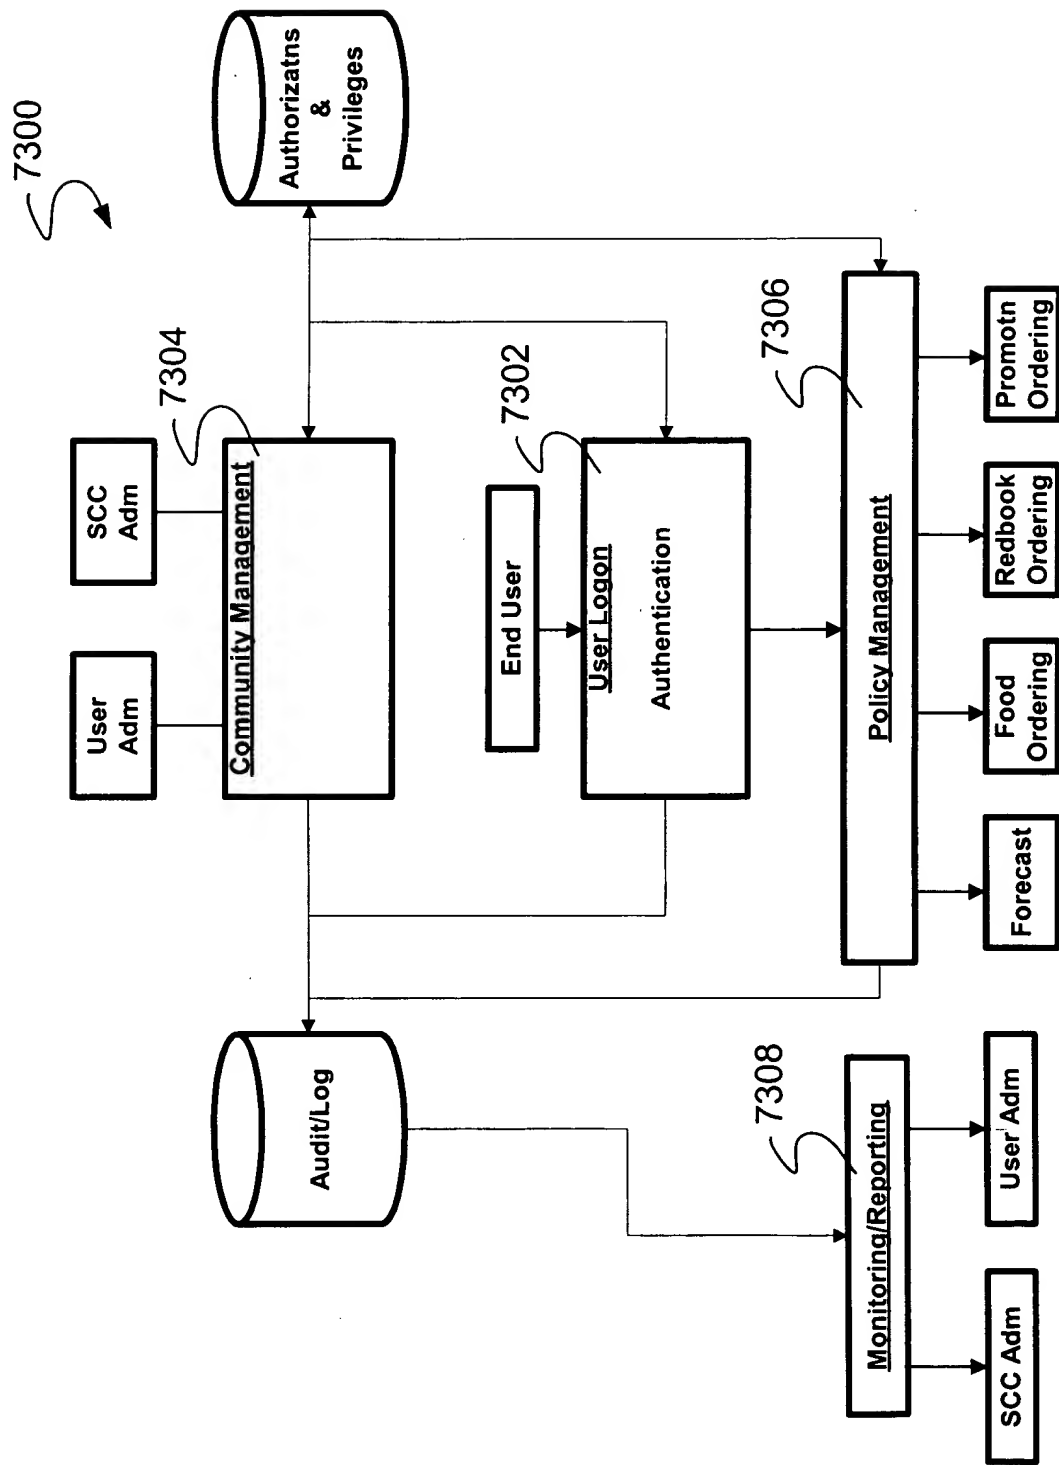 7300
User
Adm
SCC
Adm
7304
Community Management
Audit/Log
Authorizatns
&
Privileges
End User
7302
User Logon
Authentication
7308
Monitoring/Reporting
7306
Policy Management
SCC Adm
User Adm
Forecast
Food
Ordering
Redbook
Ordering
Promotn
Ordering